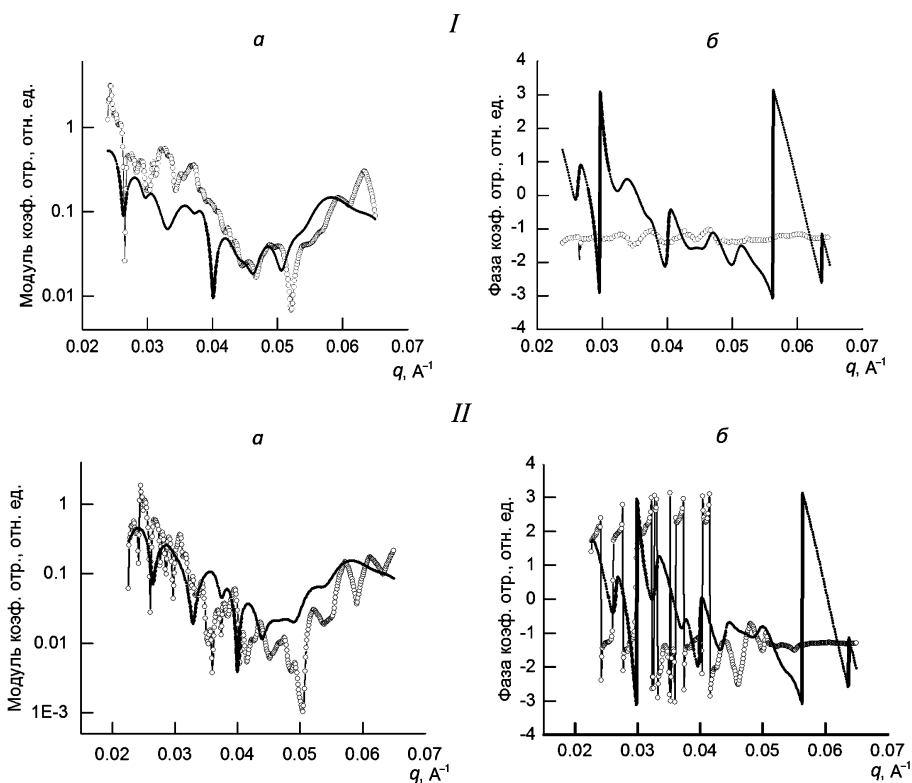 I
а
б
Модуль коэф. отр., отн. ед.
1
0.1
0.01
0.02 0.03 0.04 0.05 0.06 0.07
q, А⁻¹
Фаза коэф. отр., отн. ед.
4
3
2
1
0
-1
-2
-3
-4
0.02 0.03 0.04 0.05 0.06 0.07
q, А⁻¹
II
а
б
Модуль коэф. отр., отн. ед.
1
0.1
0.01
1E-3
0.02 0.03 0.04 0.05 0.06 0.07
q, А⁻¹
Фаза коэф. отр., отн. ед.
4
3
2
1
0
-1
-2
-3
-4
0.02 0.03 0.04 0.05 0.06 0.07
q, А⁻¹